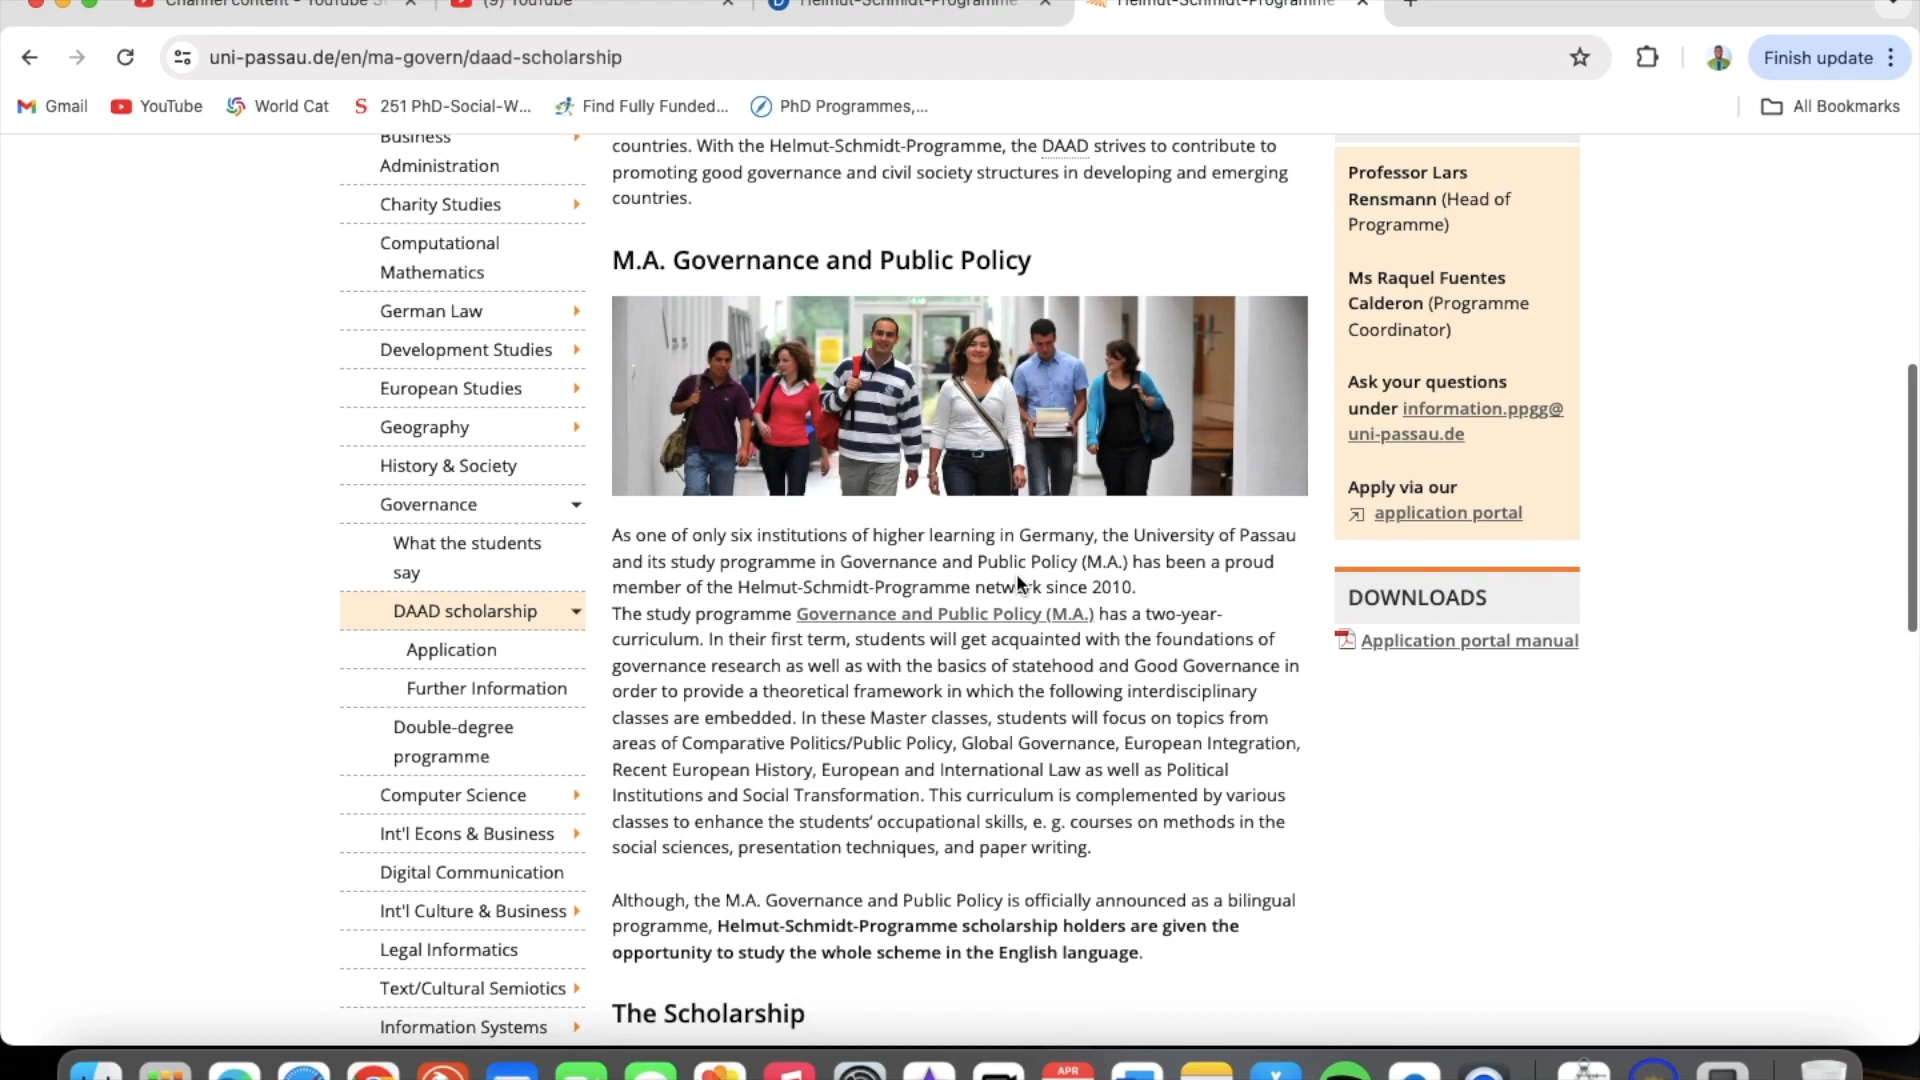 Channel content - YouTube St
(9) YouTube
Helmut-Schmidt-Programme
Helmut-Schmidt-Programme
uni-passau.de/en/ma-govern/daad-scholarship
Finish update
Gmail
YouTube
World Cat
251 PhD-Social-W...
Find Fully Funded...
PhD Programmes,...
All Bookmarks
Business
Administration
Charity Studies
Computational
Mathematics
German Law
Development Studies
European Studies
Geography
History & Society
Governance
What the students
say
DAAD scholarship
Application
Further Information
Double-degree
programme
Computer Science
Int'l Econs & Business
Digital Communication
Int'l Culture & Business
Legal Informatics
Text/Cultural Semiotics
Information Systems
countries. With the Helmut-Schmidt-Programme, the DAAD strives to contribute to
promoting good governance and civil society structures in developing and emerging
countries.
M.A. Governance and Public Policy
As one of only six institutions of higher learning in Germany, the University of Passau
and its study programme in Governance and Public Policy (M.A.) has been a proud
member of the Helmut-Schmidt-Programme network since 2010.
The study programme Governance and Public Policy (M.A.) has a two-year-
curriculum. In their first term, students will get acquainted with the foundations of
governance research as well as with the basics of statehood and Good Governance in
order to provide a theoretical framework in which the following interdisciplinary
classes are embedded. In these Master classes, students will focus on topics from
areas of Comparative Politics/Public Policy, Global Governance, European Integration,
Recent European History, European and International Law as well as Political
Institutions and Social Transformation. This curriculum is complemented by various
classes to enhance the students' occupational skills, e. g. courses on methods in the
social sciences, presentation techniques, and paper writing.
Although, the M.A. Governance and Public Policy is officially announced as a bilingual
programme, Helmut-Schmidt-Programme scholarship holders are given the
opportunity to study the whole scheme in the English language.
The Scholarship
Professor Lars
Rensmann (Head of
Programme)
Ms Raquel Fuentes
Calderon (Programme
Coordinator)
Ask your questions
under information.ppgg@
uni-passau.de
Apply via our
application portal
DOWNLOADS
Application portal manual
APR